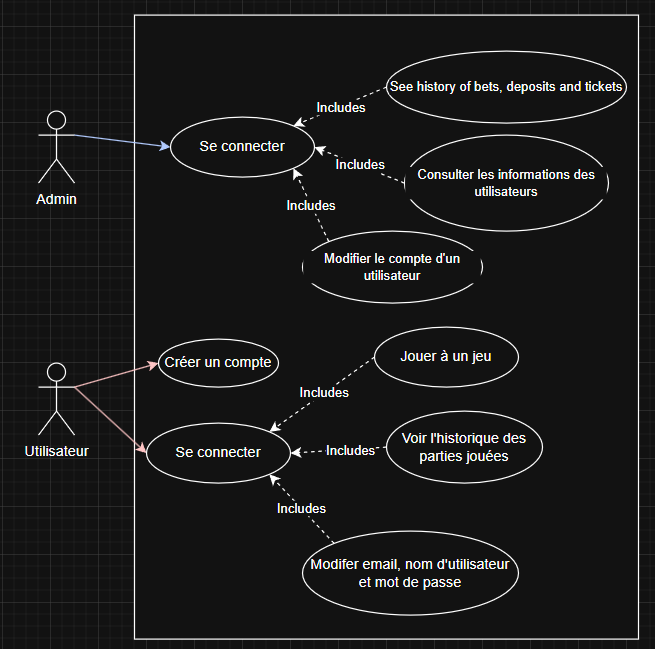 See history of bets, deposits and tickets
Includes
Se connecter
Includes
Consulter les informations des
utilisateurs
Admin
Includes
Modifier le compte d'un
utilisateur
Créer un compte
Jouer à un jeu
Includes
Utilisateur
Se connecter
Includes
Voir l'historique des
parties jouées
Includes
Modifer email, nom d'utilisateur
et mot de passe